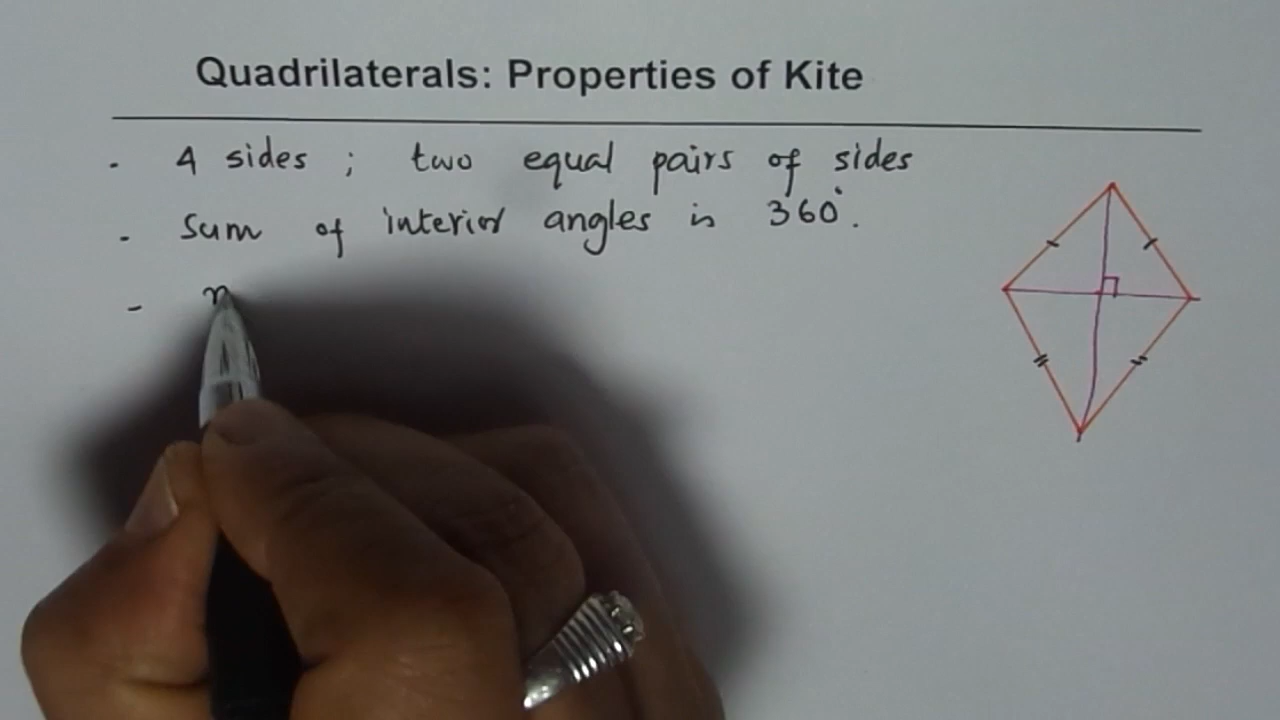 Quadrilaterals: Properties of Kite
. 4 sides ; two equal pairs of sides
. Sum of interior angles is 360°.
-